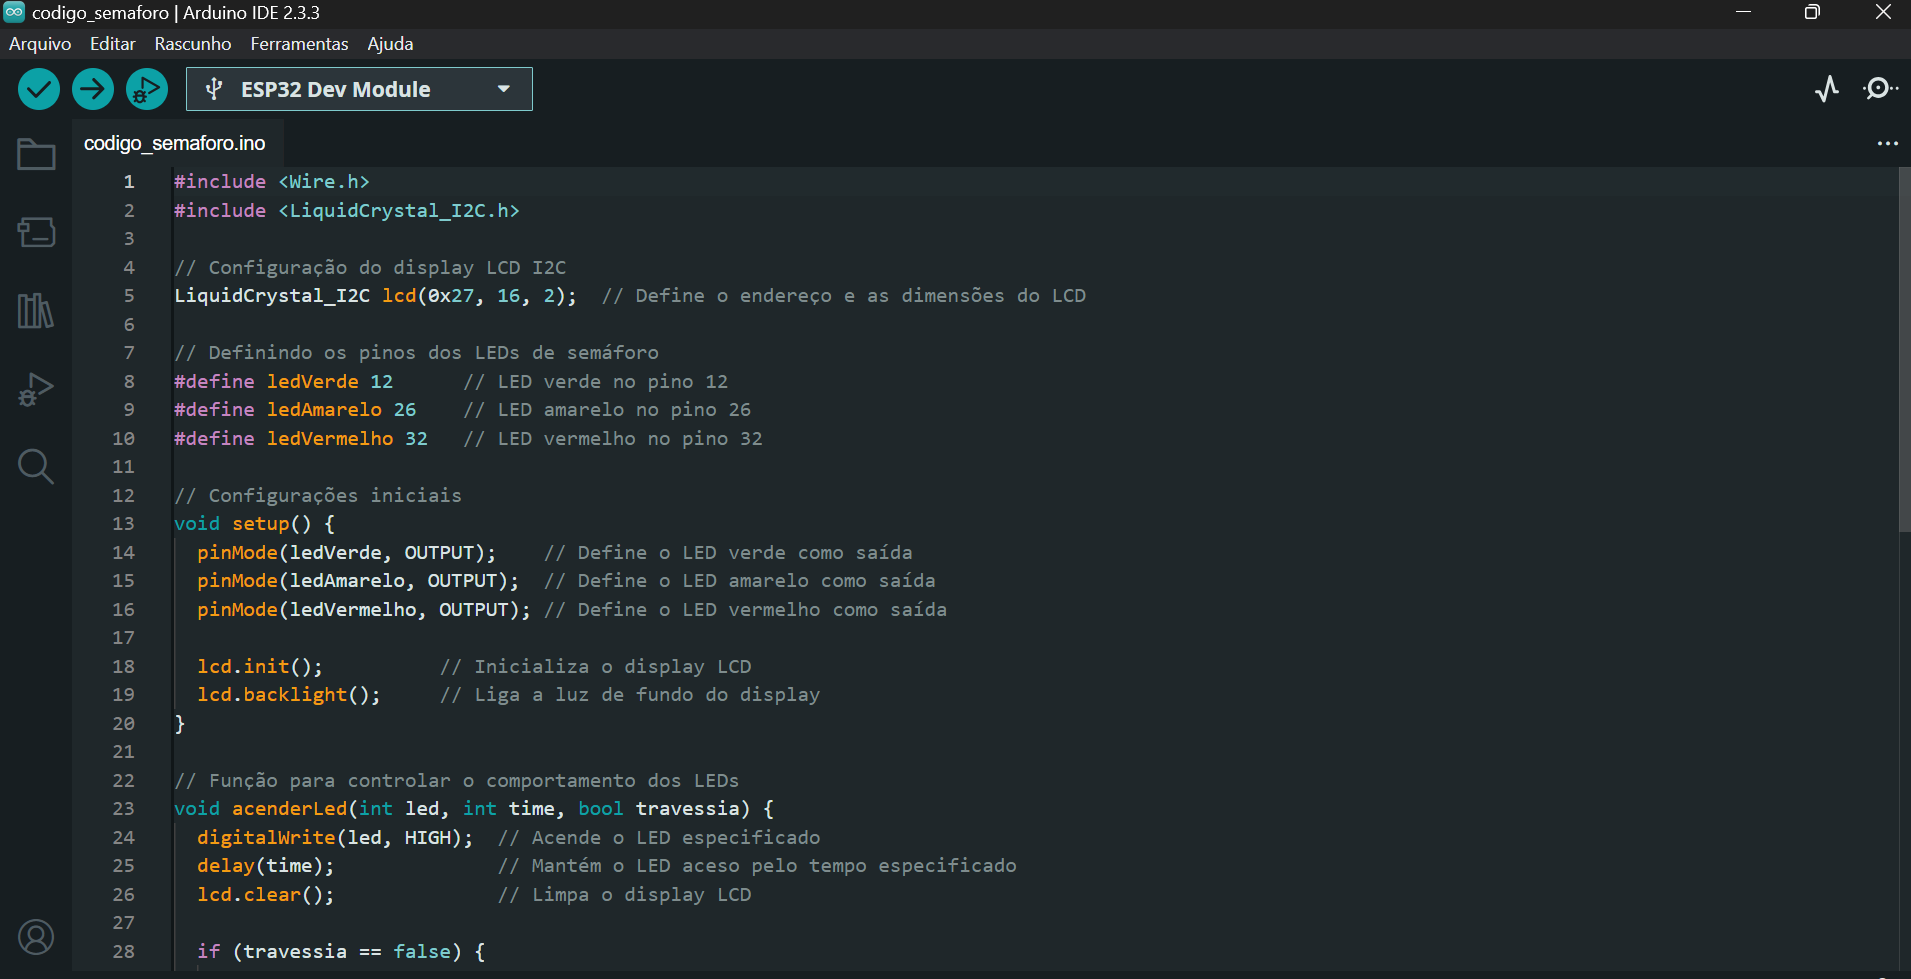 codigo_semaforo | Arduino IDE 2.3.3
Arquivo Editar Rascunho Ferramentas Ajuda
ESP32 Dev Module
codigo_semaforo.ino
1 #include <Wire.h>
2 #include <LiquidCrystal_I2C.h>
3
4 // Configuração do display LCD I2C
5 LiquidCrystal_I2C lcd(0x27, 16, 2);  // Define o endereço e as dimensões do LCD
6
7 // Definindo os pinos dos LEDs de semáforo
8 #define ledVerde 12      // LED verde no pino 12
9 #define ledAmarelo 26    // LED amarelo no pino 26
10 #define ledVermelho 32   // LED vermelho no pino 32
11
12 // Configurações iniciais
13 void setup() {
14   pinMode(ledVerde, OUTPUT);    // Define o LED verde como saída
15   pinMode(ledAmarelo, OUTPUT);  // Define o LED amarelo como saída
16   pinMode(ledVermelho, OUTPUT); // Define o LED vermelho como saída
17
18   lcd.init();          // Inicializa o display LCD
19   lcd.backlight();     // Liga a luz de fundo do display
20 }
21
22 // Função para controlar o comportamento dos LEDs
23 void acenderLed(int led, int time, bool travessia) {
24   digitalWrite(led, HIGH);  // Acende o LED especificado
25   delay(time);              // Mantém o LED aceso pelo tempo especificado
26   lcd.clear();              // Limpa o display LCD
27
28   if (travessia == false) {